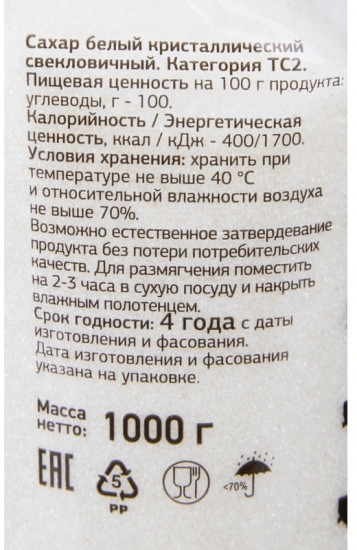 Сахар белый кристаллический
свекловичный. Категория ТС2.
Пищевая ценность на 100 г продукта:
углеводы, г - 100.
Калорийность / Энергетическая
ценность, ккал / кДж - 400/1700.
Условия хранения: хранить при
температуре не выше 40 °С
и относительной влажности воздуха
не выше 70%.
Возможно естественное затвердевание
продукта без потери потребительских
качеств. Для размягчения поместить
на 2-3 часа в сухую посуду и накрыть
влажным полотенцем.
Срок годности: 4 года с даты
изготовления и фасования.
Дата изготовления и фасования
указана на упаковке.
Масса
нетто: 1000 г
ЕАС 5 <70%
PP